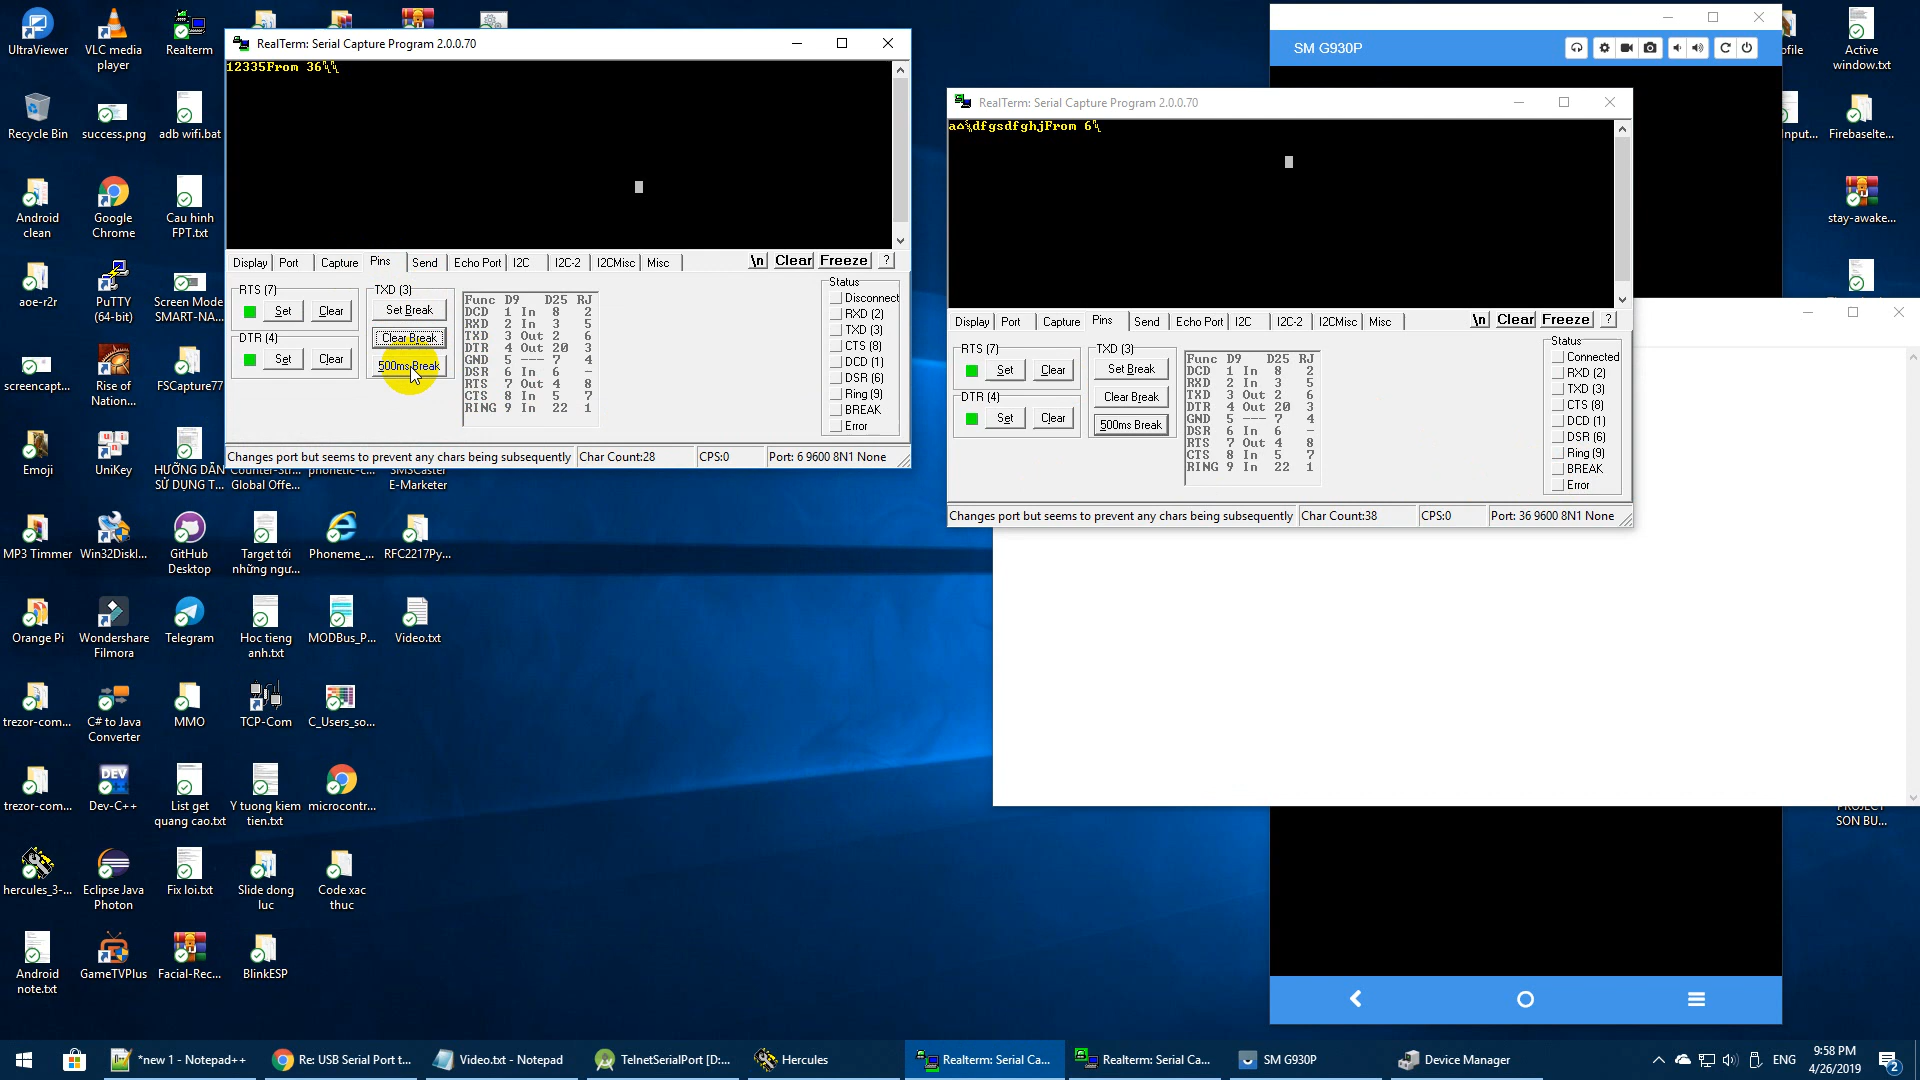 UltraViewer
VLC media player
Realterm
Recycle Bin
success.png
adb wifi.bat
Android clean
Google Chrome
Cau hinh FPT.txt
aoe-r2r
PuTTY (64-bit)
Screen Mode SMART-NA...
screencapt...
Rise of Nation...
FSCapture77
Emoji
UniKey
HƯỚNG DẪN SỬ DỤNG T...
Counter-Str... Global Offe...
phonetic-c...
SMSCaster E-Marketer
MP3 Timmer
Win32DiskI...
GitHub Desktop
Target tới những ngư...
Phoneme_...
RFC2217Py...
Orange Pi
Wondershare Filmora
Telegram
Hoc tieng anh.txt
MODBus_P...
Video.txt
trezor-com...
C# to Java Converter
MMO
TCP-Com
C_Users_so...
trezor-com...
Dev-C++
List get quang cao.txt
Y tuong kiem tien.txt
microcontr...
hercules_3-...
Eclipse Java Photon
Fix loi.txt
Slide dong luc
Code xac thuc
Android note.txt
GameTVPlus
Facial-Rec...
BlinkESP
RealTerm: Serial Capture Program 2.0.0.70
12335From 36
Display Port Capture Pins Send Echo Port I2C I2C-2 I2CMisc Misc \n Clear Freeze ?
RTS (7)
Set Clear
DTR (4)
Set Clear
TXD (3)
Set Break
Clear Break
500ms Break
Func D9 D25 RJ
DCD 1 In 8 2
RXD 2 In 3 5
TXD 3 Out 2 6
DTR 4 Out 20 3
GND 5 --- 7 4
DSR 6 In 6 -
RTS 7 Out 4 8
CTS 8 In 5 7
RING 9 In 22 1
Status
Disconnect
RXD (2)
TXD (3)
CTS (8)
DCD (1)
DSR (6)
Ring (9)
BREAK
Error
Changes port but seems to prevent any chars being subsequently Char Count:28 CPS:0 Port: 6 9600 8N1 None
RealTerm: Serial Capture Program 2.0.0.70
dfgsdfghjFrom 6
Display Port Capture Pins Send Echo Port I2C I2C-2 I2CMisc Misc \n Clear Freeze ?
RTS (7)
Set Clear
DTR (4)
Set Clear
TXD (3)
Set Break
Clear Break
500ms Break
Func D9 D25 RJ
DCD 1 In 8 2
RXD 2 In 3 5
TXD 3 Out 2 6
DTR 4 Out 20 3
GND 5 --- 7 4
DSR 6 In 6 -
RTS 7 Out 4 8
CTS 8 In 5 7
RING 9 In 22 1
Status
Connected
RXD (2)
TXD (3)
CTS (8)
DCD (1)
DSR (6)
Ring (9)
BREAK
Error
Changes port but seems to prevent any chars being subsequently Char Count:38 CPS:0 Port: 36 9600 8N1 None
SM G930P
Active window.txt
Firebaselte...
stay-awake...
SON BU...
*new 1 - Notepad++
Re: USB Serial Port t...
Video.txt - Notepad
TelnetSerialPort [D:...
Hercules
Realterm: Serial Ca...
Realterm: Serial Ca...
SM G930P
Device Manager
ENG
9:58 PM
4/26/2019
2